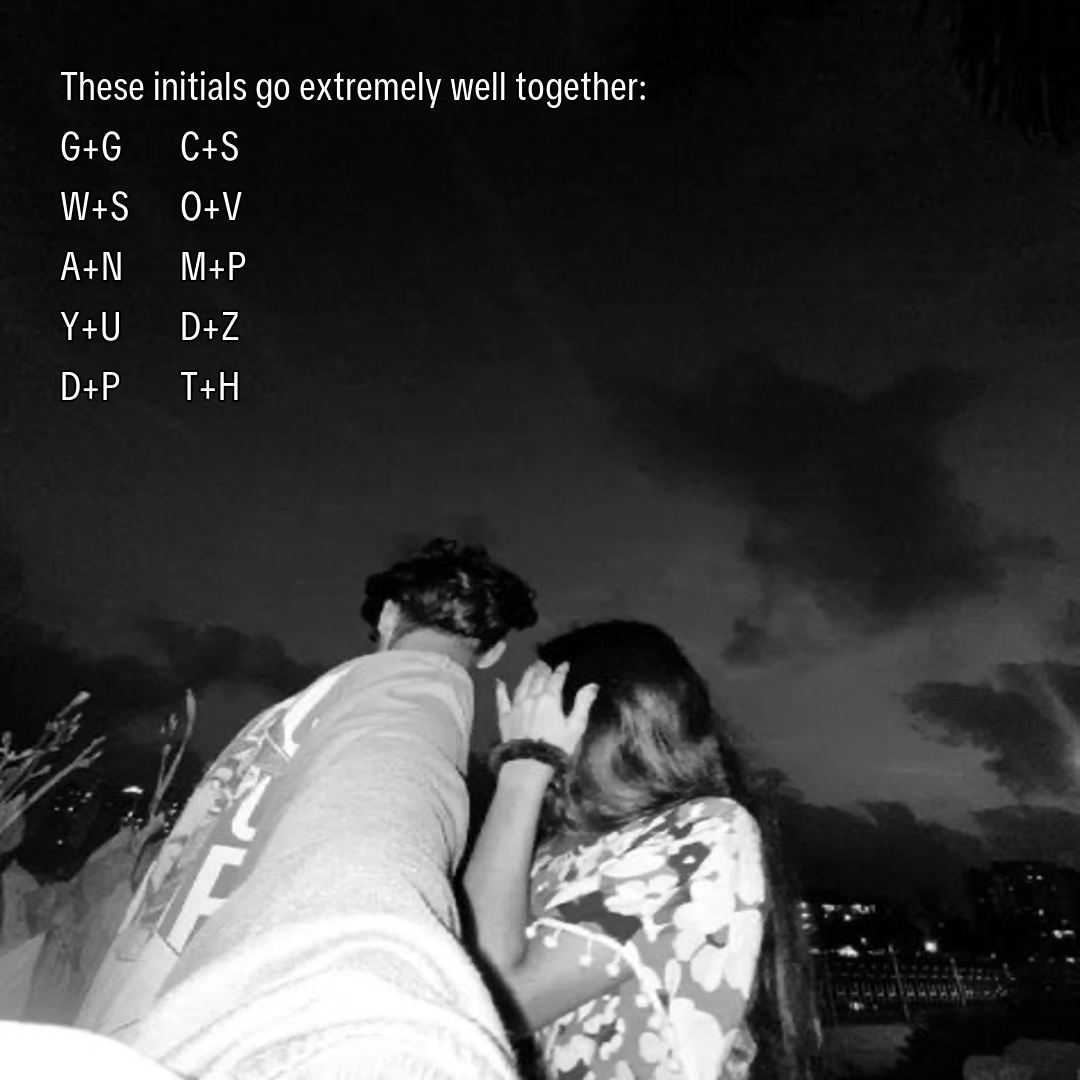 These initials go extremely well together:
G+G C+S
W+S O+V
A+N M+P
Y+U D+Z
D+P T+H